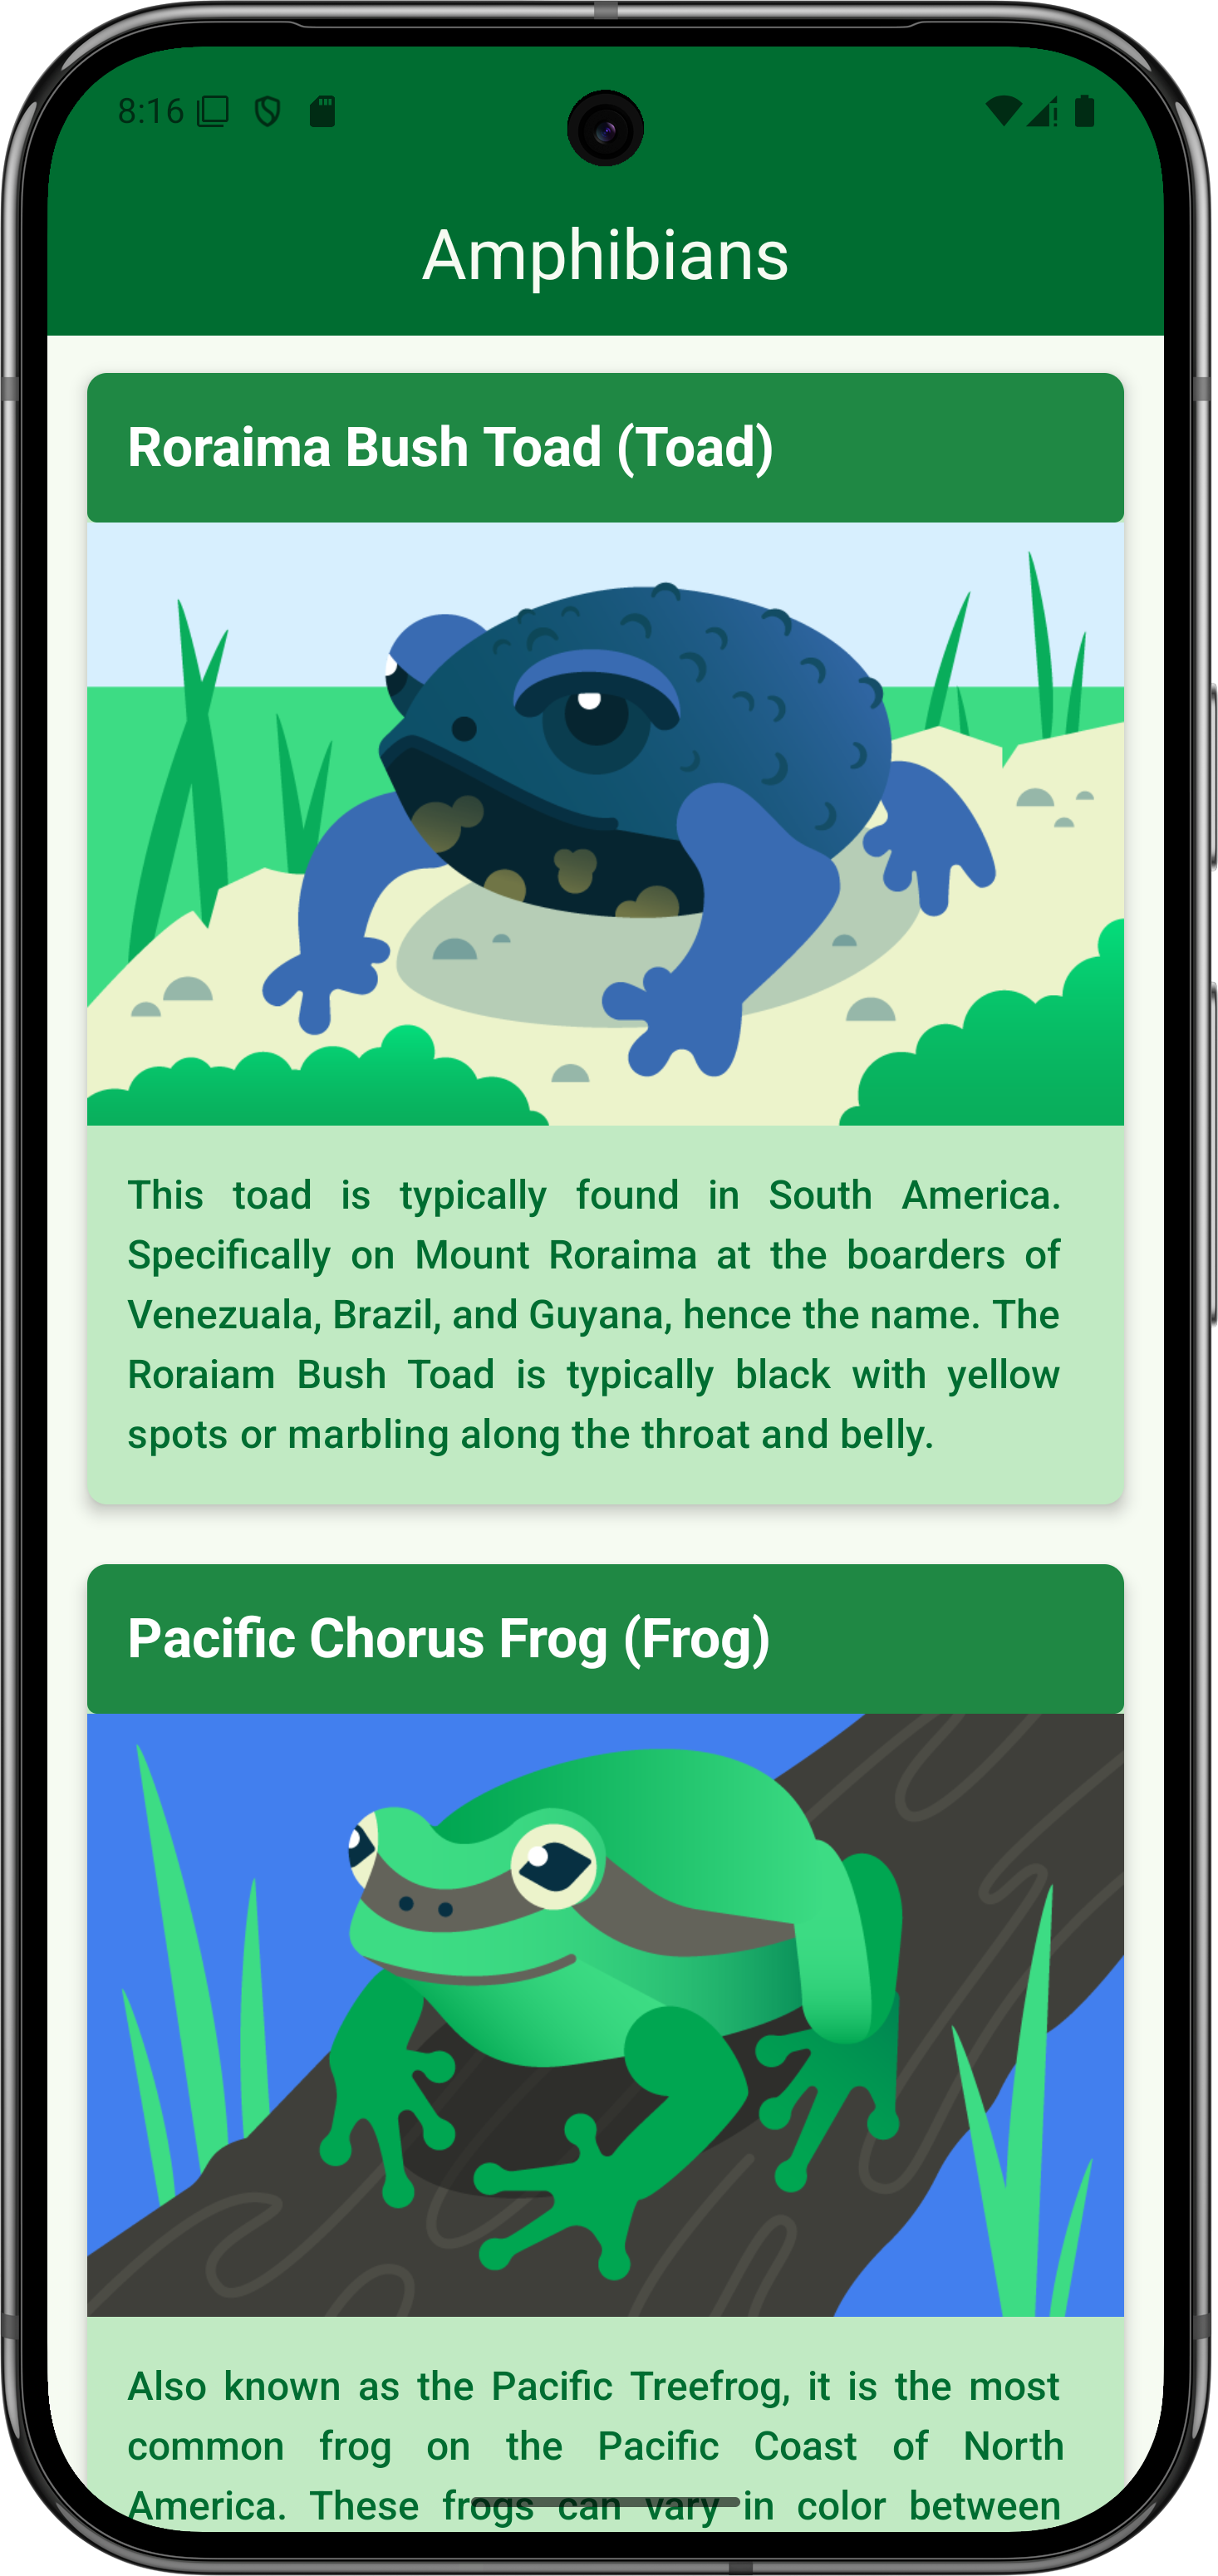 8:16
Amphibians
Roraima Bush Toad (Toad)
This toad is typically found in South America.
Specifically on Mount Roraima at the boarders of
Venezuala, Brazil, and Guyana, hence the name. The
Roraiam Bush Toad is typically black with yellow
spots or marbling along the throat and belly.
Pacific Chorus Frog (Frog)
Also known as the Pacific Treefrog, it is the most
common frog on the Pacific Coast of North
America. These frogs can vary in color between